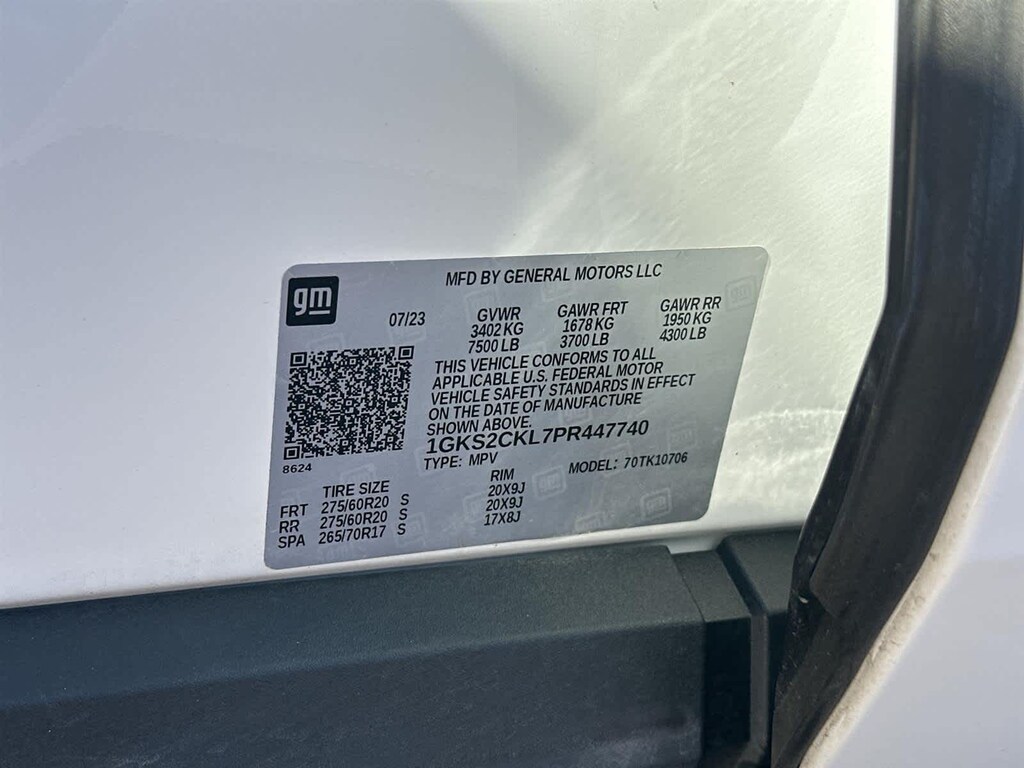 gm
MFD BY GENERAL MOTORS LLC
07/23
GVWR GAWR FRT GAWR RR
3402 KG 1678 KG 1950 KG
7500 LB 3700 LB 4300 LB
THIS VEHICLE CONFORMS TO ALL
APPLICABLE U.S. FEDERAL MOTOR
VEHICLE SAFETY STANDARDS IN EFFECT
ON THE DATE OF MANUFACTURE
SHOWN ABOVE.
1GKS2CKL7PR447740
8624
TYPE: MPV MODEL: 70TK10706
TIRE SIZE RIM
FRT 275/60R20 S 20X9J
RR 275/60R20 S 20X9J
SPA 265/70R17 S 17X8J